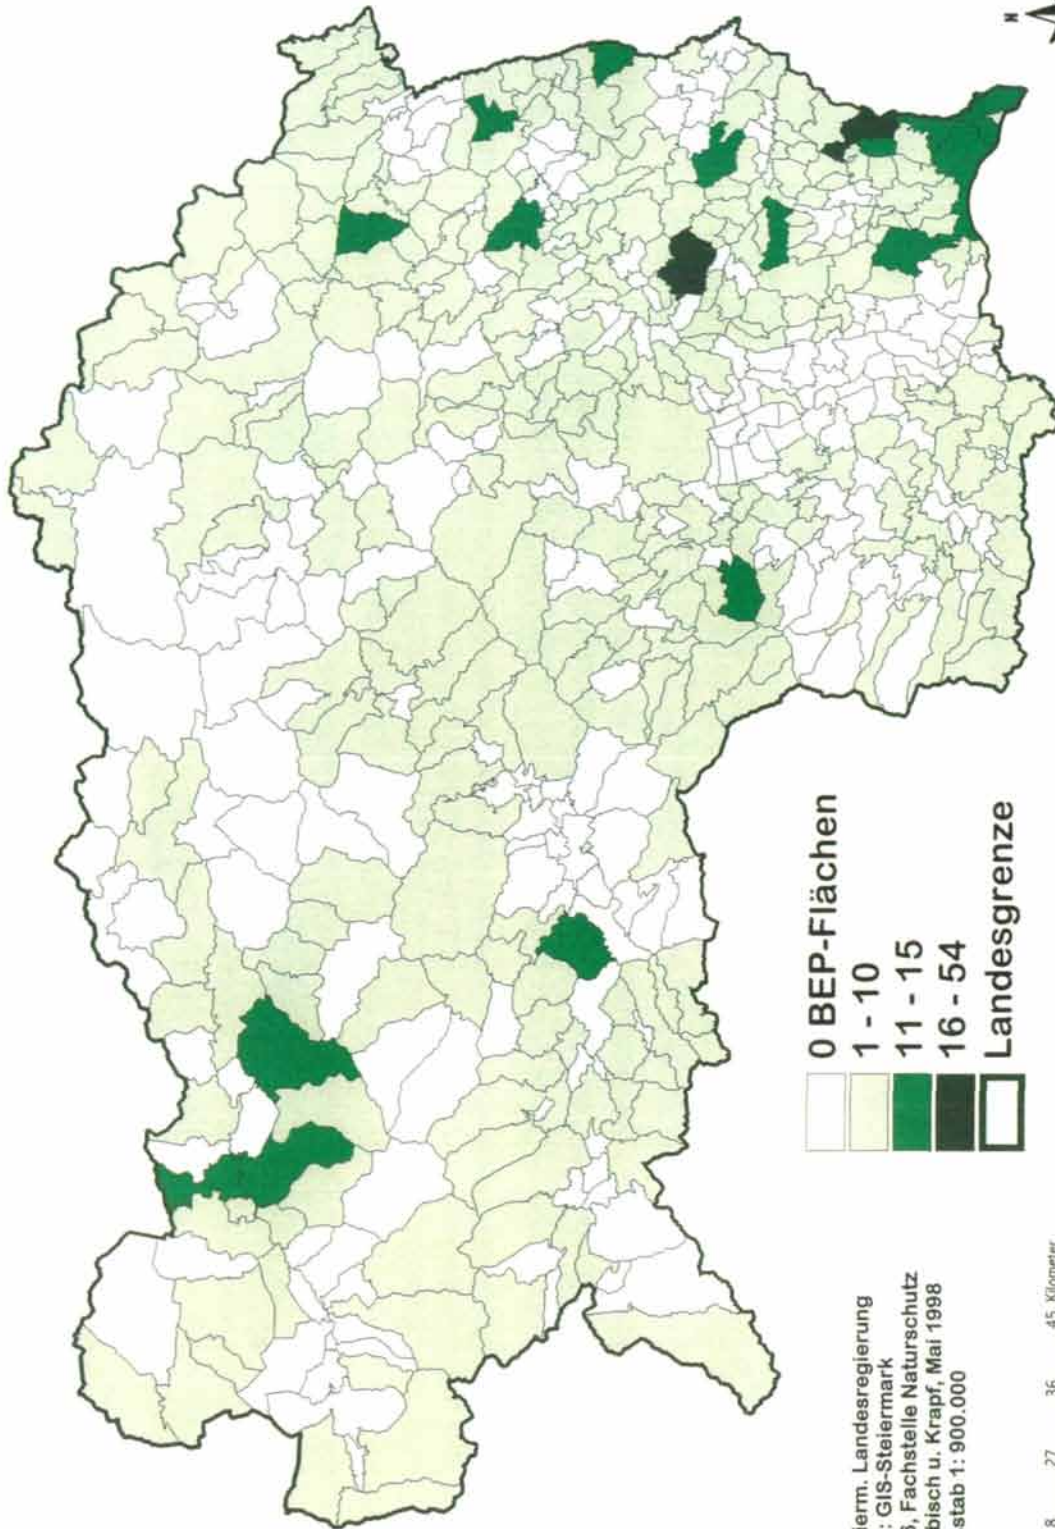 N
0 BEP-Flächen
1 - 10
11 - 15
16 - 54
Landesgrenze
Landesregierung
: GIS-Steiermark
, Fachstelle Naturschutz
u. Krapf, Mai 1998
1: 900.000
27 36 45 Kilometer